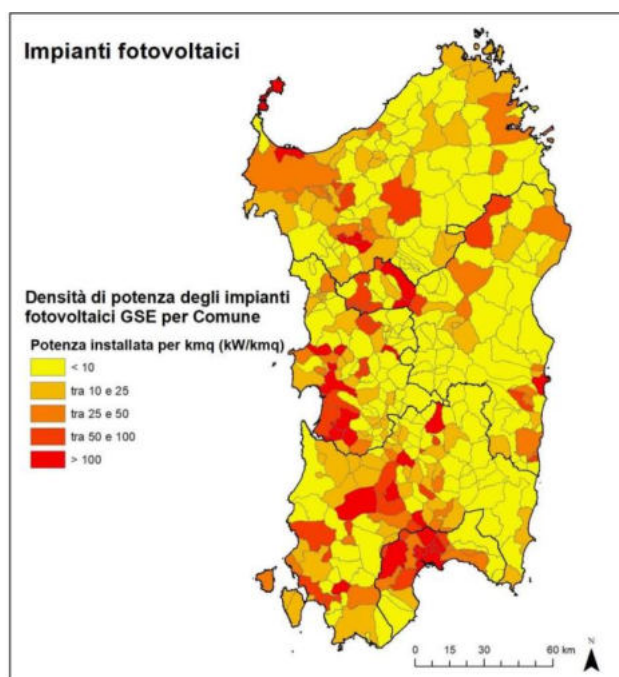 Impianti fotovoltaici
Densità di potenza degli impianti
fotovoltaici GSE per Comune
Potenza installata per kmq (kW/kmq)
< 10
tra 10 e 25
tra 25 e 50
tra 50 e 100
> 100
N
0 15 30 60 km